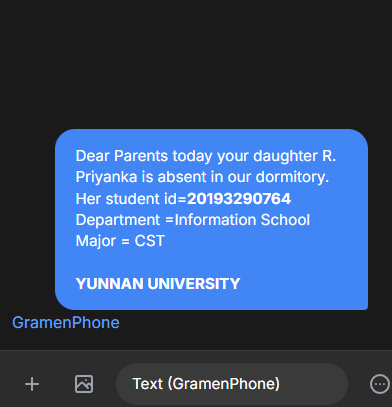 Dear Parents today your daughter R.
Priyanka is absent in our dormitory.
Her student id=20193290764
Department =Information School
Major = CST
YUNNAN UNIVERSITY
GramenPhone
Text (GramenPhone)